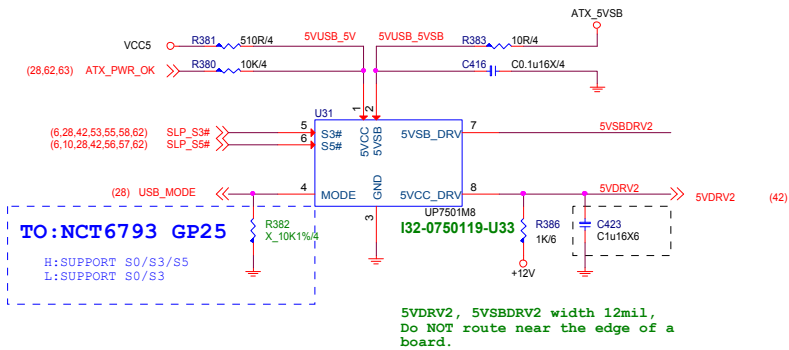 ATX_5VSB
VCC5 R381 510R/4 5VUSB_5V 5VUSB_5VSB R383 10R/4
(28,62,63) ATX_PWR_OK R380 10K/4 C416 C0.1u16X/4
U31
1 2
(6,28,42,53,55,58,62) SLP_S3# 5 S3# 5VCC 5VSB 5VSB_DRV 7 5VSBDRV2
(6,10,28,42,56,57,62) SLP_S5# 6 S5#
(28) USB_MODE 4 MODE GND 5VCC_DRV 8 5VDRV2 5VDRV2 (42)
3 UP7501M8
I32-0750119-U33
R382
X_10K1%/4
R386
1K/6
+12V
C423
C1u16X6
TO:NCT6793 GP25
H:SUPPORT S0/S3/S5
L:SUPPORT S0/S3
5VDRV2, 5VSBDRV2 width 12mil,
Do NOT route near the edge of a
board.